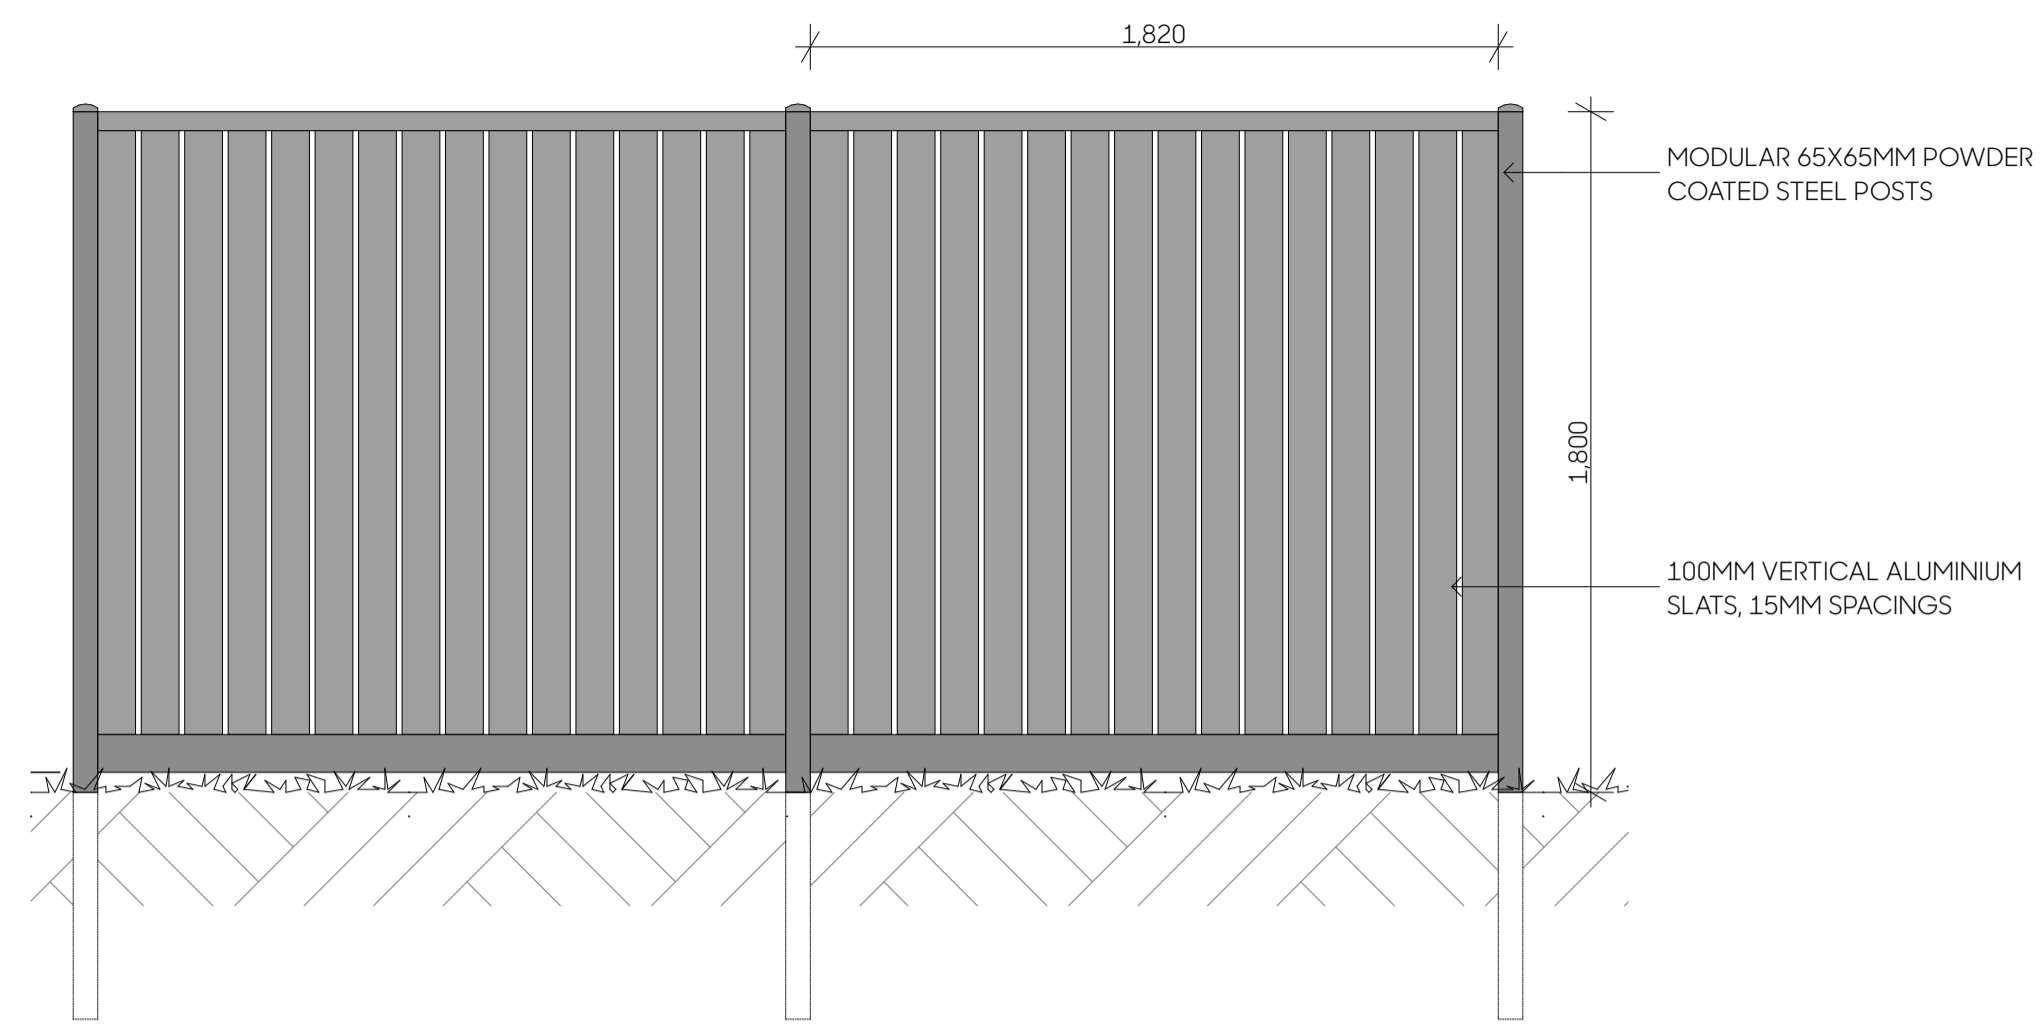 1,820
MODULAR 65X65MM POWDER
COATED STEEL POSTS
1,800
100MM VERTICAL ALUMINIUM
SLATS, 15MM SPACINGS